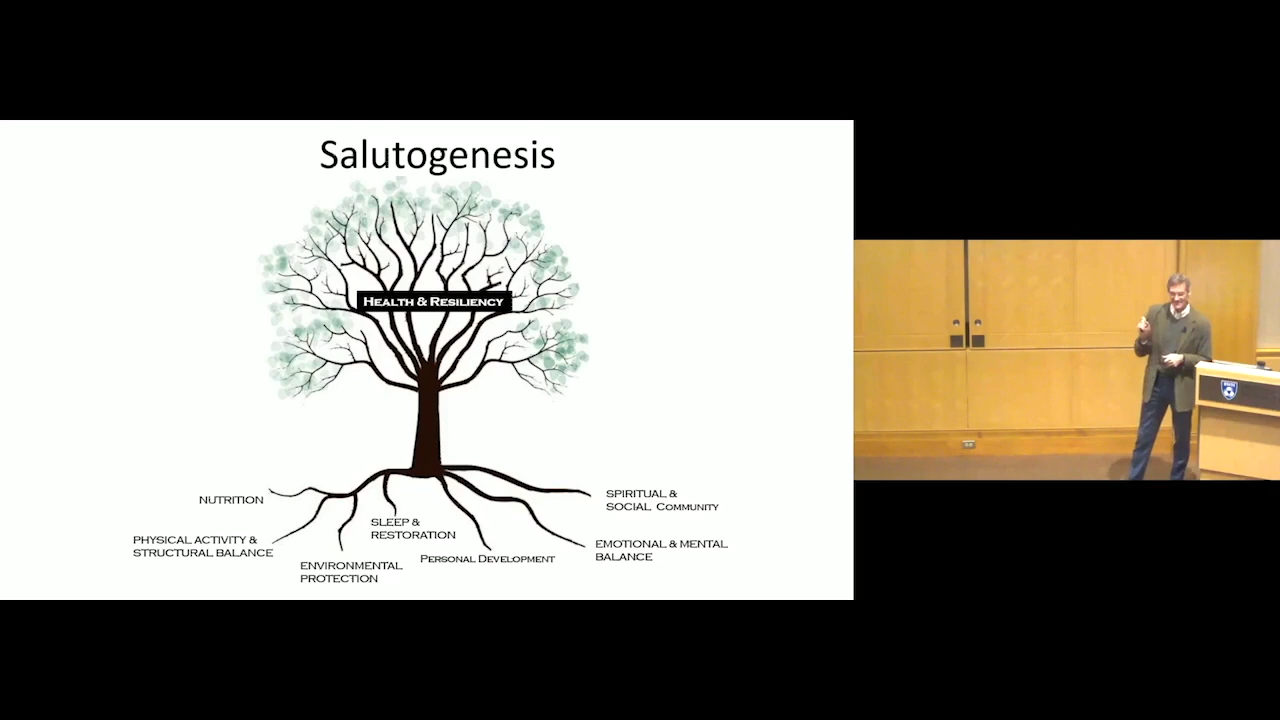 Salutogenesis
Health & Resiliency
NUTRITION
SPIRITUAL &
SOCIAL Community
SLEEP &
RESTORATION
PHYSICAL ACTIVITY &
STRUCTURAL BALANCE
EMOTIONAL & MENTAL
BALANCE
Personal Development
ENVIRONMENTAL
PROTECTION